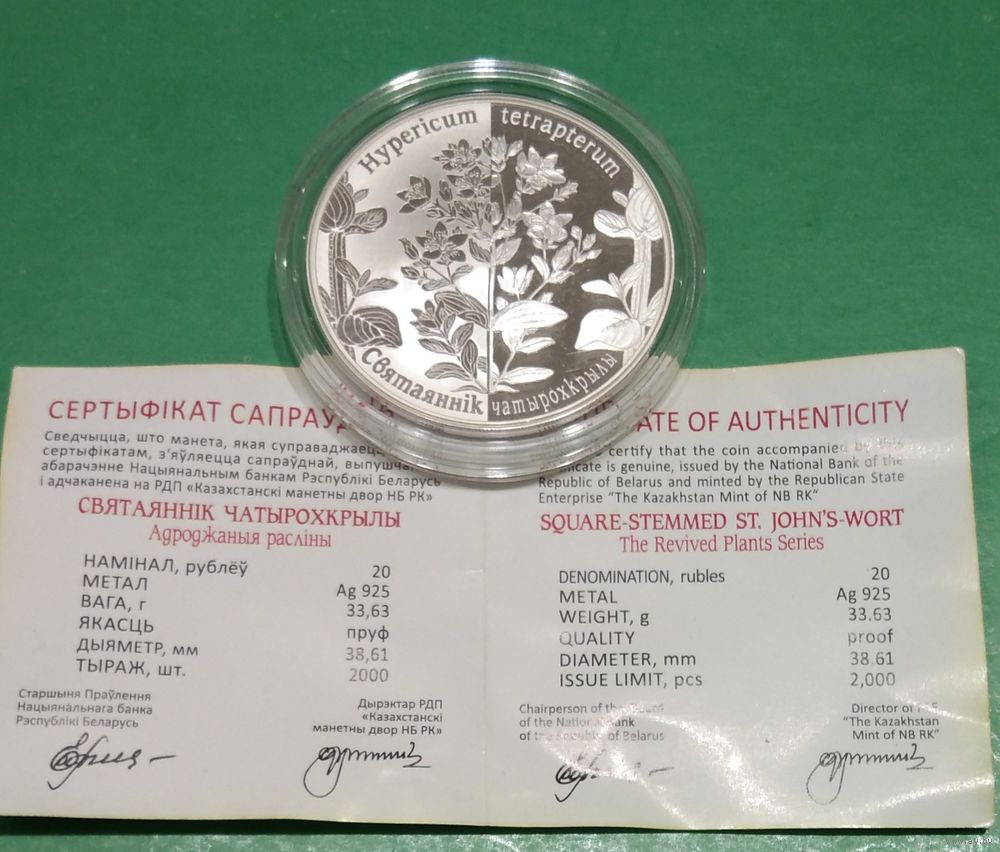 Hypericum tetrapterum
Святаяннік чатырохкрылы
СЕРТЫФІКАТ
Сведчыцца, што манета, якая
сертыфікатам, з'яўляецца сапраўднай,
абарачэнне Нацыянальным банкам Рэспублікі Беларусь
і адчаканена на РДП «Казахстанскі манетны двор НБ РК»
СВЯТАЯННІК ЧАТЫРОХКРЫЛЫ
Адроджаныя расліны
НАМІНАЛ, рублёў 20
МЕТАЛ Ag 925
ВАГА, г 33,63
ЯКАСЦЬ пруф
ДЫЯМЕТР, мм 38,61
ТЫРАЖ, шт. 2000
Старшыня Праўлення
Нацыянальнага банка
Рэспублікі Беларусь
Дырэктар РДП
«Казахстанскі
манетны двор НБ РК»
OF AUTHENTICITY
certify that the coin accompanied by this
is genuine, issued by the National Bank of the
Republic of Belarus and minted by the Republican State
Enterprise "The Kazakhstan Mint of NB RK"
SQUARE-STEMMED ST. JOHN'S-WORT
The Revived Plants Series
DENOMINATION, rubles 20
METAL Ag 925
WEIGHT, g 33.63
QUALITY proof
DIAMETER, mm 38.61
ISSUE LIMIT, pcs 2,000
Chairperson of the Board
of the National Bank
of the Republic of Belarus
Director of RSE
"The Kazakhstan
Mint of NB RK"